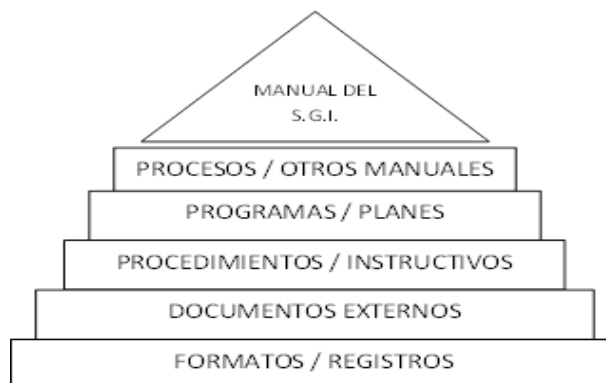 MANUAL DEL
S.G.I.
PROCESOS / OTROS MANUALES
PROGRAMAS / PLANES
PROCEDIMIENTOS / INSTRUCTIVOS
DOCUMENTOS EXTERNOS
FORMATOS / REGISTROS